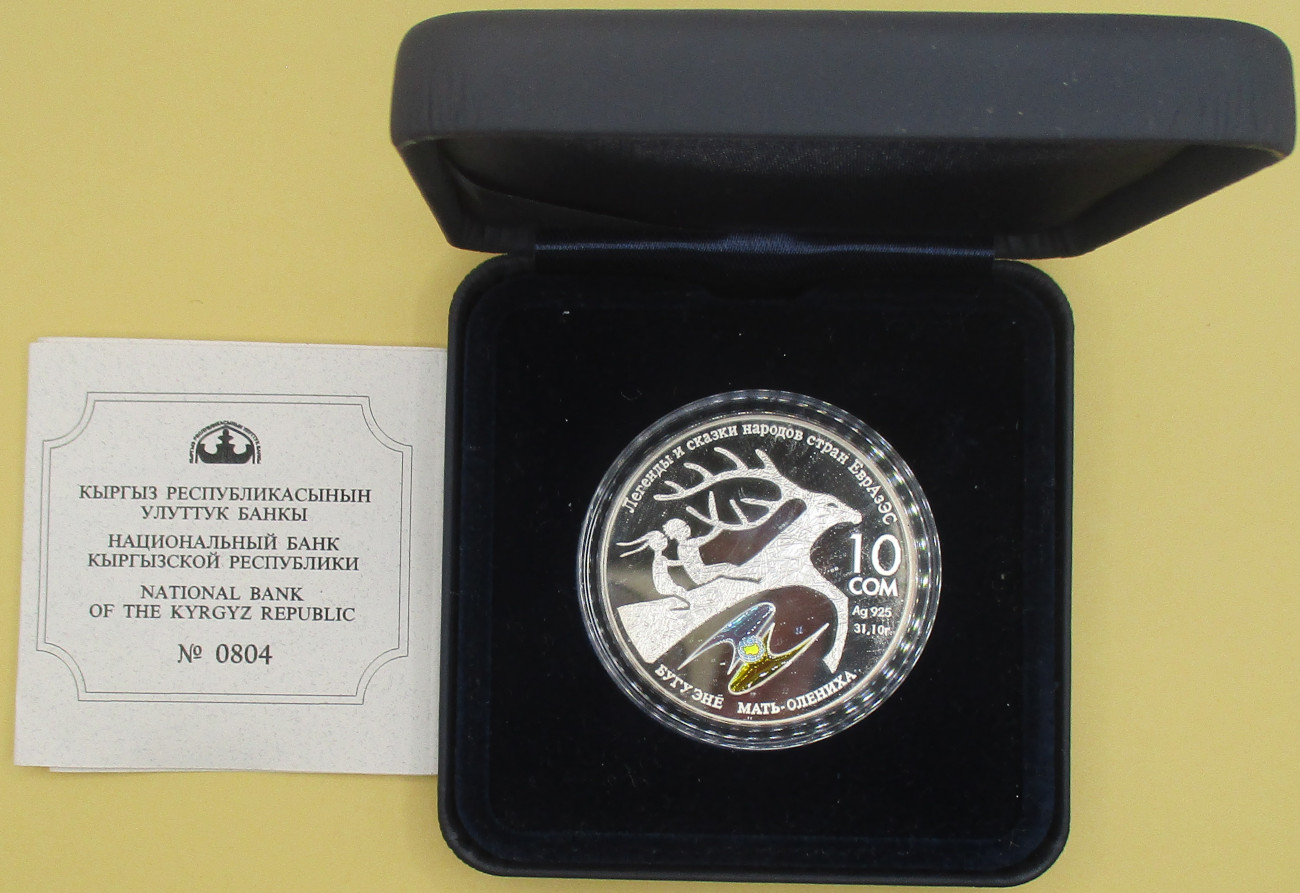 КЫРГЫЗ РЕСПУБЛИКАСЫНЫН
УЛУТТУК БАНКЫ
НАЦИОНАЛЬНЫЙ БАНК
КЫРГЫЗСКОЙ РЕСПУБЛИКИ
NATIONAL BANK
OF THE KYRGYZ REPUBLIC
№ 0804
Легенды и сказки народов стран ЕврАзЭС
10
СОМ
Ag 925
31,10г
БУГУ ЭНЕ МАТЬ-ОЛЕНИХА